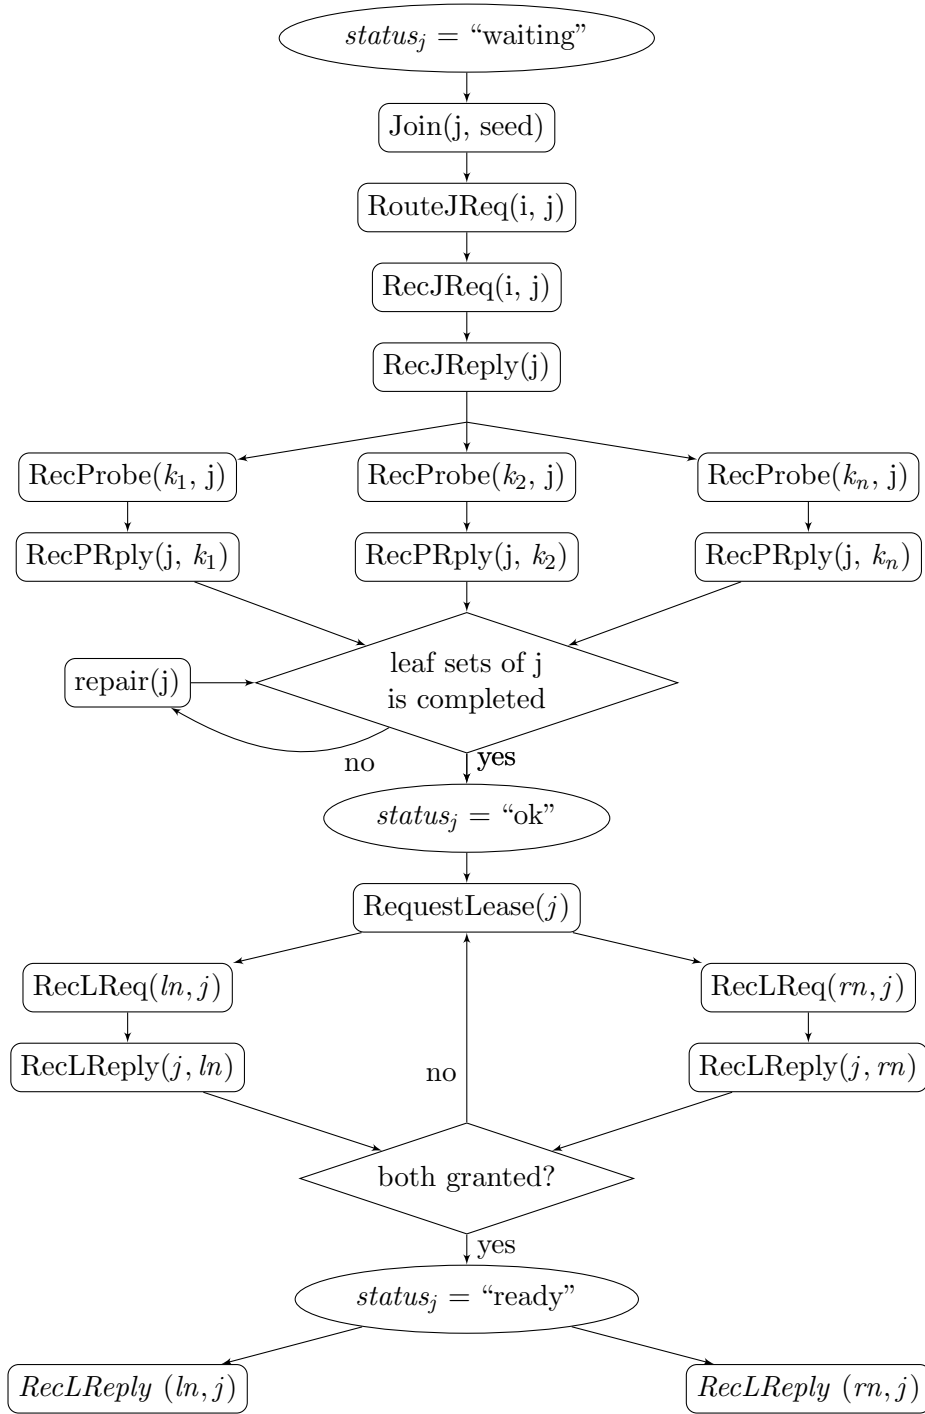 status_j = “waiting”
Join(j, seed)
RouteJReq(i, j)
RecJReq(i, j)
RecJReply(j)
RecProbe(k_1, j)
RecProbe(k_2, j)
RecProbe(k_n, j)
RecPRply(j, k_1)
RecPRply(j, k_2)
RecPRply(j, k_n)
leaf sets of j
is completed
repair(j)
no
yes
status_j = “ok”
RequestLease(j)
RecLReq(ln, j)
RecLReq(rn, j)
RecLReply(j, ln)
RecLReply(j, rn)
no
both granted?
yes
status_j = “ready”
RecLReply (ln, j)
RecLReply (rn, j)